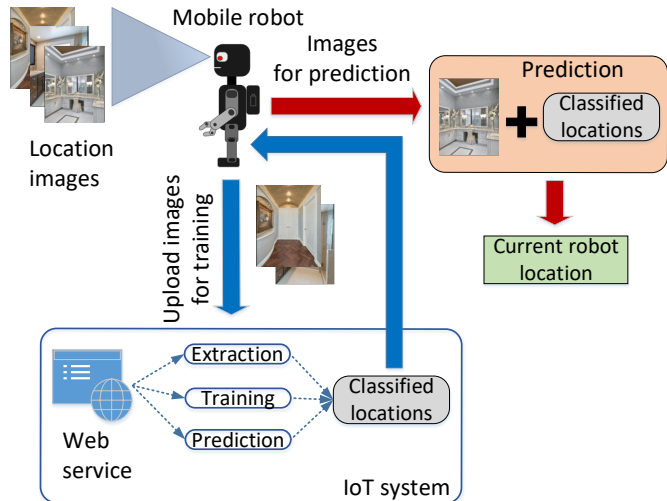 Mobile robot
Images
for prediction
Prediction
Classified
locations
Location
images
Upload images
for training
Current robot
location
Extraction
Training
Prediction
Classified
locations
Web
service
IoT system